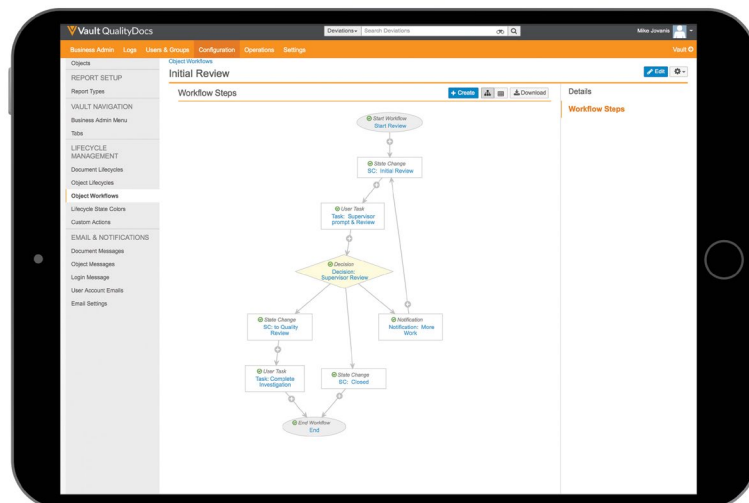 Vault QualityDocs
Deviations
Search Deviations
Mike Jovanis
Business Admin
Logs
Users & Groups
Configuration
Operations
Settings
Vault
Objects
REPORT SETUP
Report Types
VAULT NAVIGATION
Business Admin Menu
Tabs
LIFECYCLE
MANAGEMENT
Document Lifecycles
Object Lifecycles
Object Workflows
Lifecycle State Colors
Custom Actions
EMAIL & NOTIFICATIONS
Document Messages
Object Messages
Login Message
User Account Emails
Email Settings
Object Workflows
Initial Review
Edit
Workflow Steps
+ Create
Download
Start Workflow
Start Review
State Change
SC: Initial Review
User Task
Task: Supervisor
prompt & Review
Decision
Decision:
Supervisor Review
State Change
SC: to Quality
Review
Notification
Notification: More
Work
User Task
Task: Complete
Investigation
State Change
SC: Closed
End Workflow
End
Details
Workflow Steps